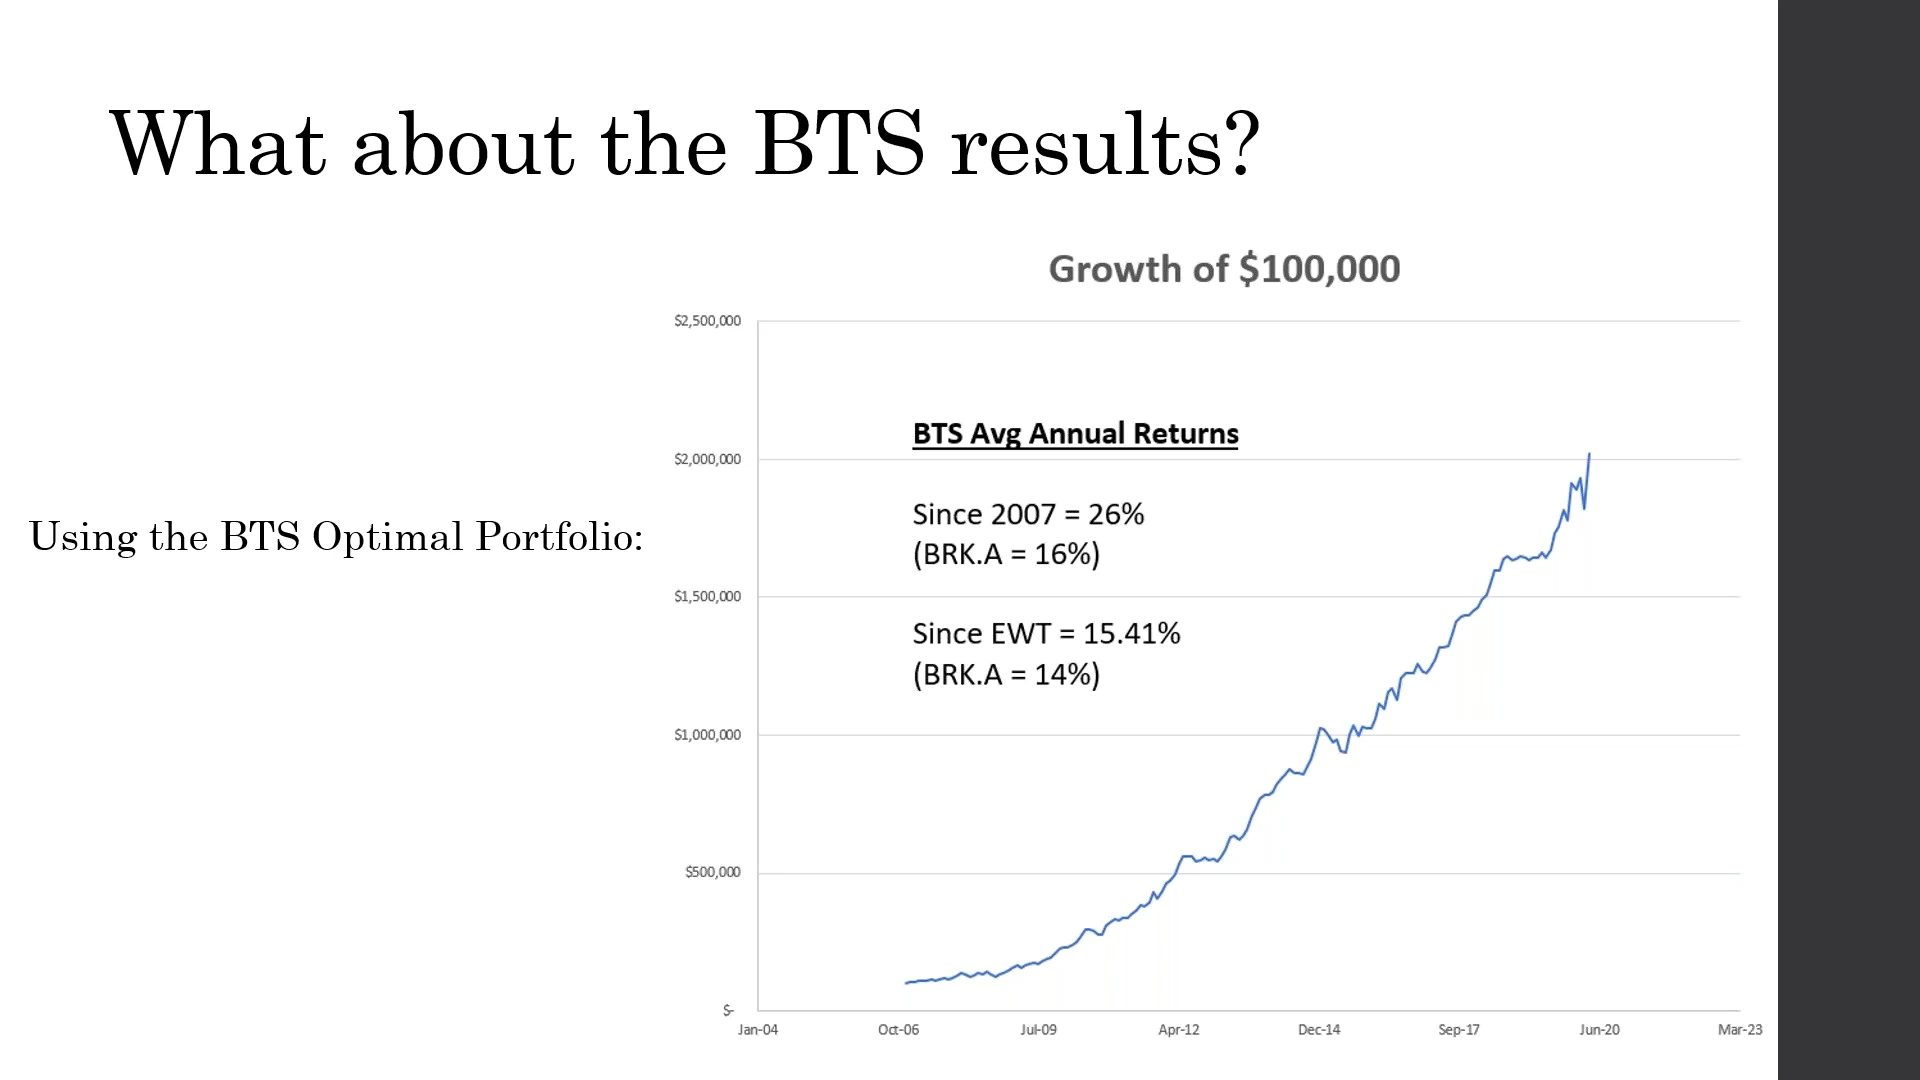 What about the BTS results?
Growth of $100,000
$2,500,000
BTS Avg Annual Returns
$2,000,000
Since 2007 = 26%
(BRK.A = 16%)
Using the BTS Optimal Portfolio:
$1,500,000
Since EWT = 15.41%
(BRK.A = 14%)
$1,000,000
$500,000
$-
Jan-04 Oct-06 Jul-09 Apr-12 Dec-14 Sep-17 Jun-20 Mar-23